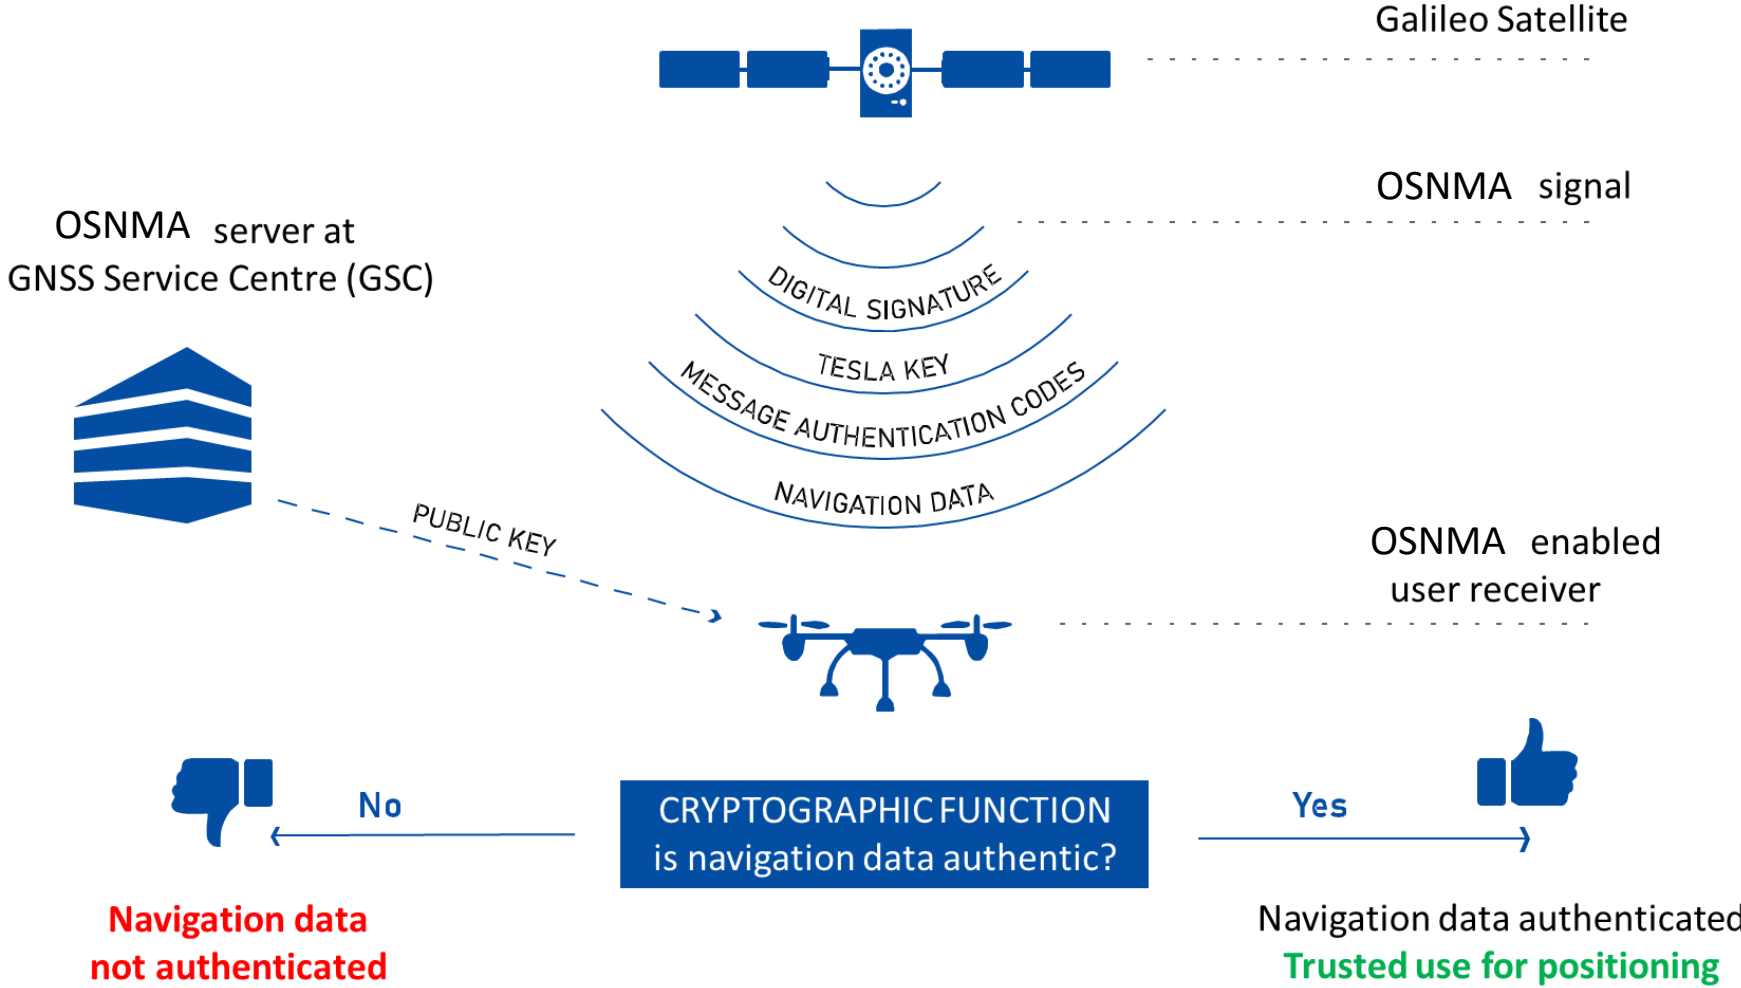 Galileo Satellite
OSNMA signal
OSNMA server at
GNSS Service Centre (GSC)
DIGITAL SIGNATURE
TESLA KEY
MESSAGE AUTHENTICATION CODES
NAVIGATION DATA
PUBLIC KEY
OSNMA enabled
user receiver
No
CRYPTOGRAPHIC FUNCTION
is navigation data authentic?
Yes
Navigation data
not authenticated
Navigation data authenticated
Trusted use for positioning